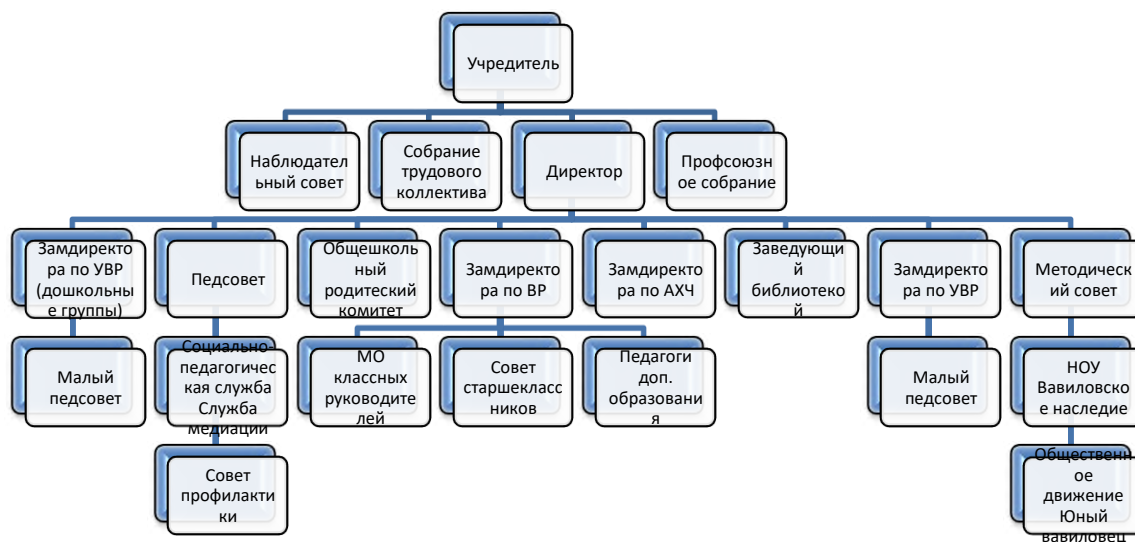 Учредитель
Наблюдател
ьный совет
Собрание
трудового
коллектива
Директор
Профсоюзн
ое собрание
Замдиректо
ра по УВР
(дошкольны
е группы)
Педсовет
Общешколь
ный
родитеский
комитет
Замдиректо
ра по ВР
Замдиректо
ра по АХЧ
Заведующи
й
библиотеко
й
Замдиректо
ра по УВР
Методическ
ий совет
Малый
педсовет
Социально-
педагогичес
кая служба
Служба
медиации
МО
классных
руководите
лей
Совет
старшекласс
ников
Педагоги
доп.
образовани
я
Малый
педсовет
НОУ
Вавиловско
е наследие
Совет
профилакти
ки
Общественн
ое
движение
Юный
вавиловец